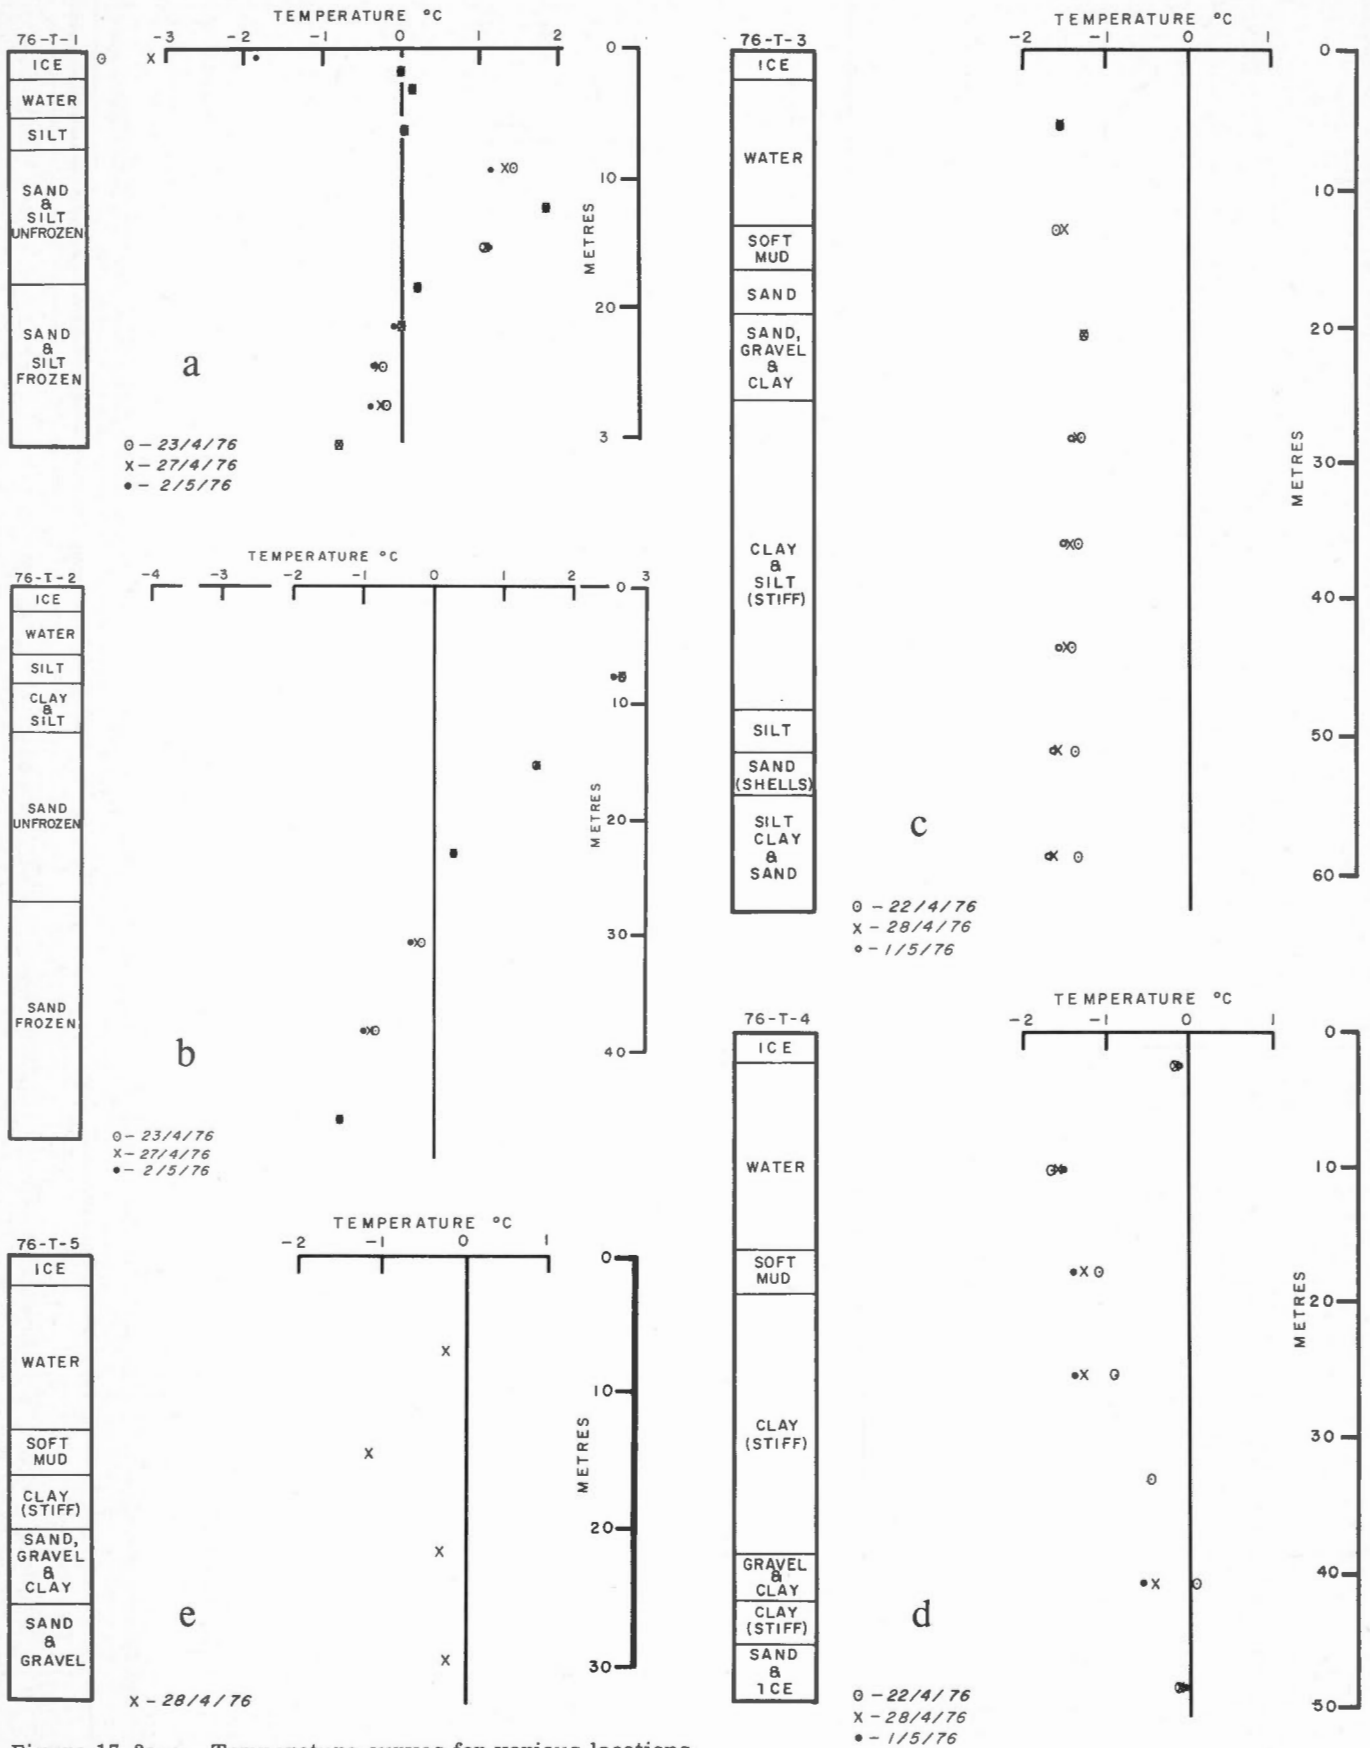 TEMPERATURE °C
76-T-1
-3 -2 -1 0 1 2
0
10
20
3
METRES
ICE
WATER
SILT
SAND
&
SILT
UNFROZEN
SAND
&
SILT
FROZEN
a
⊙ – 23/4/76
x – 27/4/76
• – 2/5/76
TEMPERATURE °C
76-T-2
-4 -3 -2 -1 0 1 2 3
0
10
20
30
40
METRES
ICE
WATER
SILT
CLAY
&
SILT
SAND
UNFROZEN
SAND
FROZEN
b
⊙ – 23/4/76
x – 27/4/76
• – 2/5/76
TEMPERATURE °C
76-T-5
-2 -1 0 1
0
10
20
30
METRES
ICE
WATER
SOFT
MUD
CLAY
(STIFF)
SAND,
GRAVEL
&
CLAY
SAND
&
GRAVEL
e
x – 28/4/76
TEMPERATURE °C
76-T-3
-2 -1 0 1
0
10
20
30
40
50
60
METRES
ICE
WATER
SOFT
MUD
SAND
SAND,
GRAVEL
&
CLAY
CLAY
&
SILT
(STIFF)
SILT
SAND
(SHELLS)
SILT
CLAY
&
SAND
c
⊙ – 22/4/76
x – 28/4/76
o – 1/5/76
TEMPERATURE °C
76-T-4
-2 -1 0 1
0
10
20
30
40
50
METRES
ICE
WATER
SOFT
MUD
CLAY
(STIFF)
GRAVEL
&
CLAY
CLAY
(STIFF)
SAND
&
ICE
d
⊙ – 22/4/76
x – 28/4/76
• – 1/5/76
Temperature curves for various locations